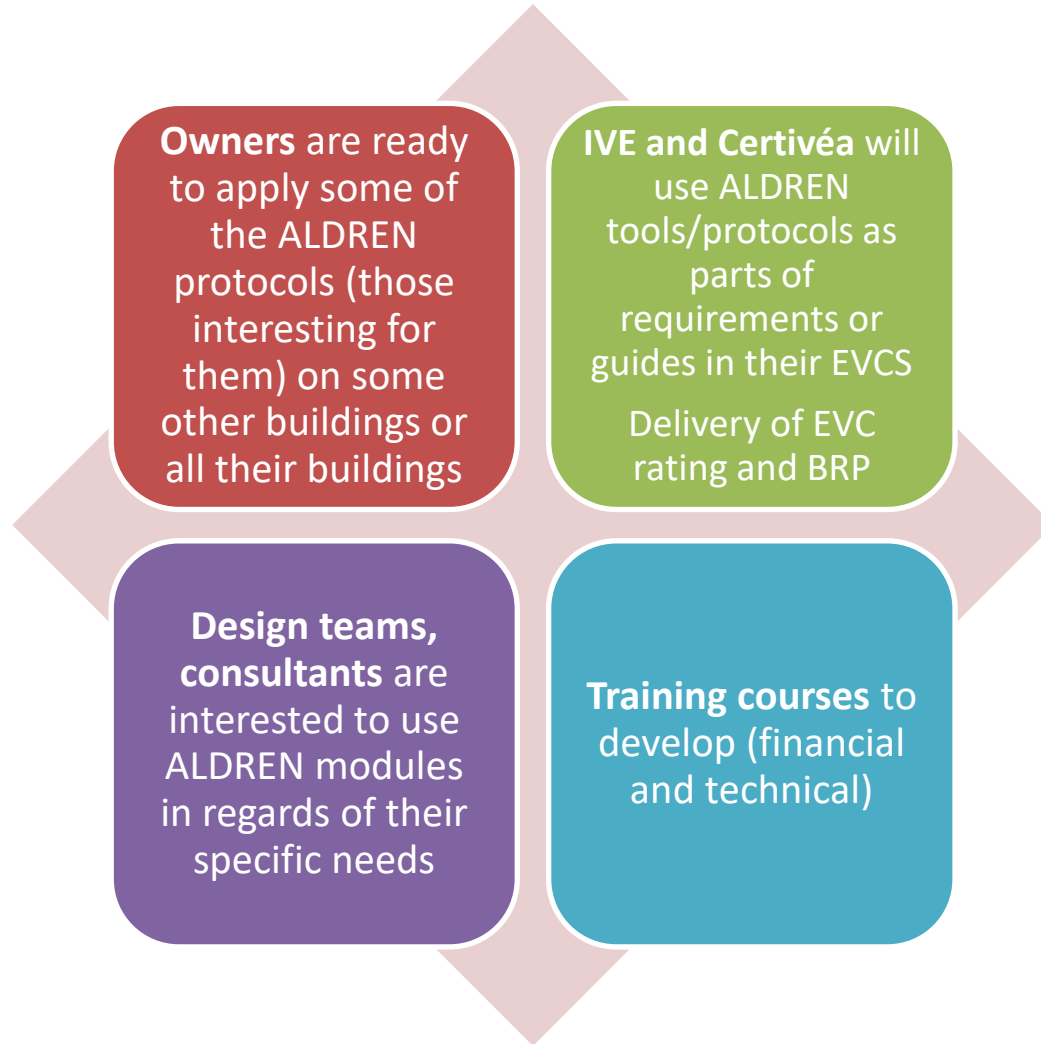 Owners are ready
to apply some of
the ALDREN
protocols (those
interesting for
them) on some
other buildings or
all their buildings
IVE and Certivéa will
use ALDREN
tools/protocols as
parts of
requirements or
guides in their EVCS
Delivery of EVC
rating and BRP
Design teams,
consultants are
interested to use
ALDREN modules
in regards of their
specific needs
Training courses to
develop (financial
and technical)